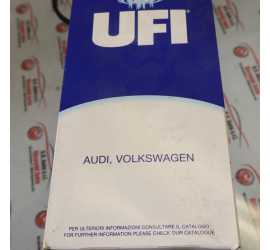 UFI
AUDI, VOLKSWAGEN
PER ULTERIORI INFORMAZIONI CONSULTARE IL CATALOGO
FOR FURTHER INFORMATION PLEASE CHECK OUR CATALOGUE